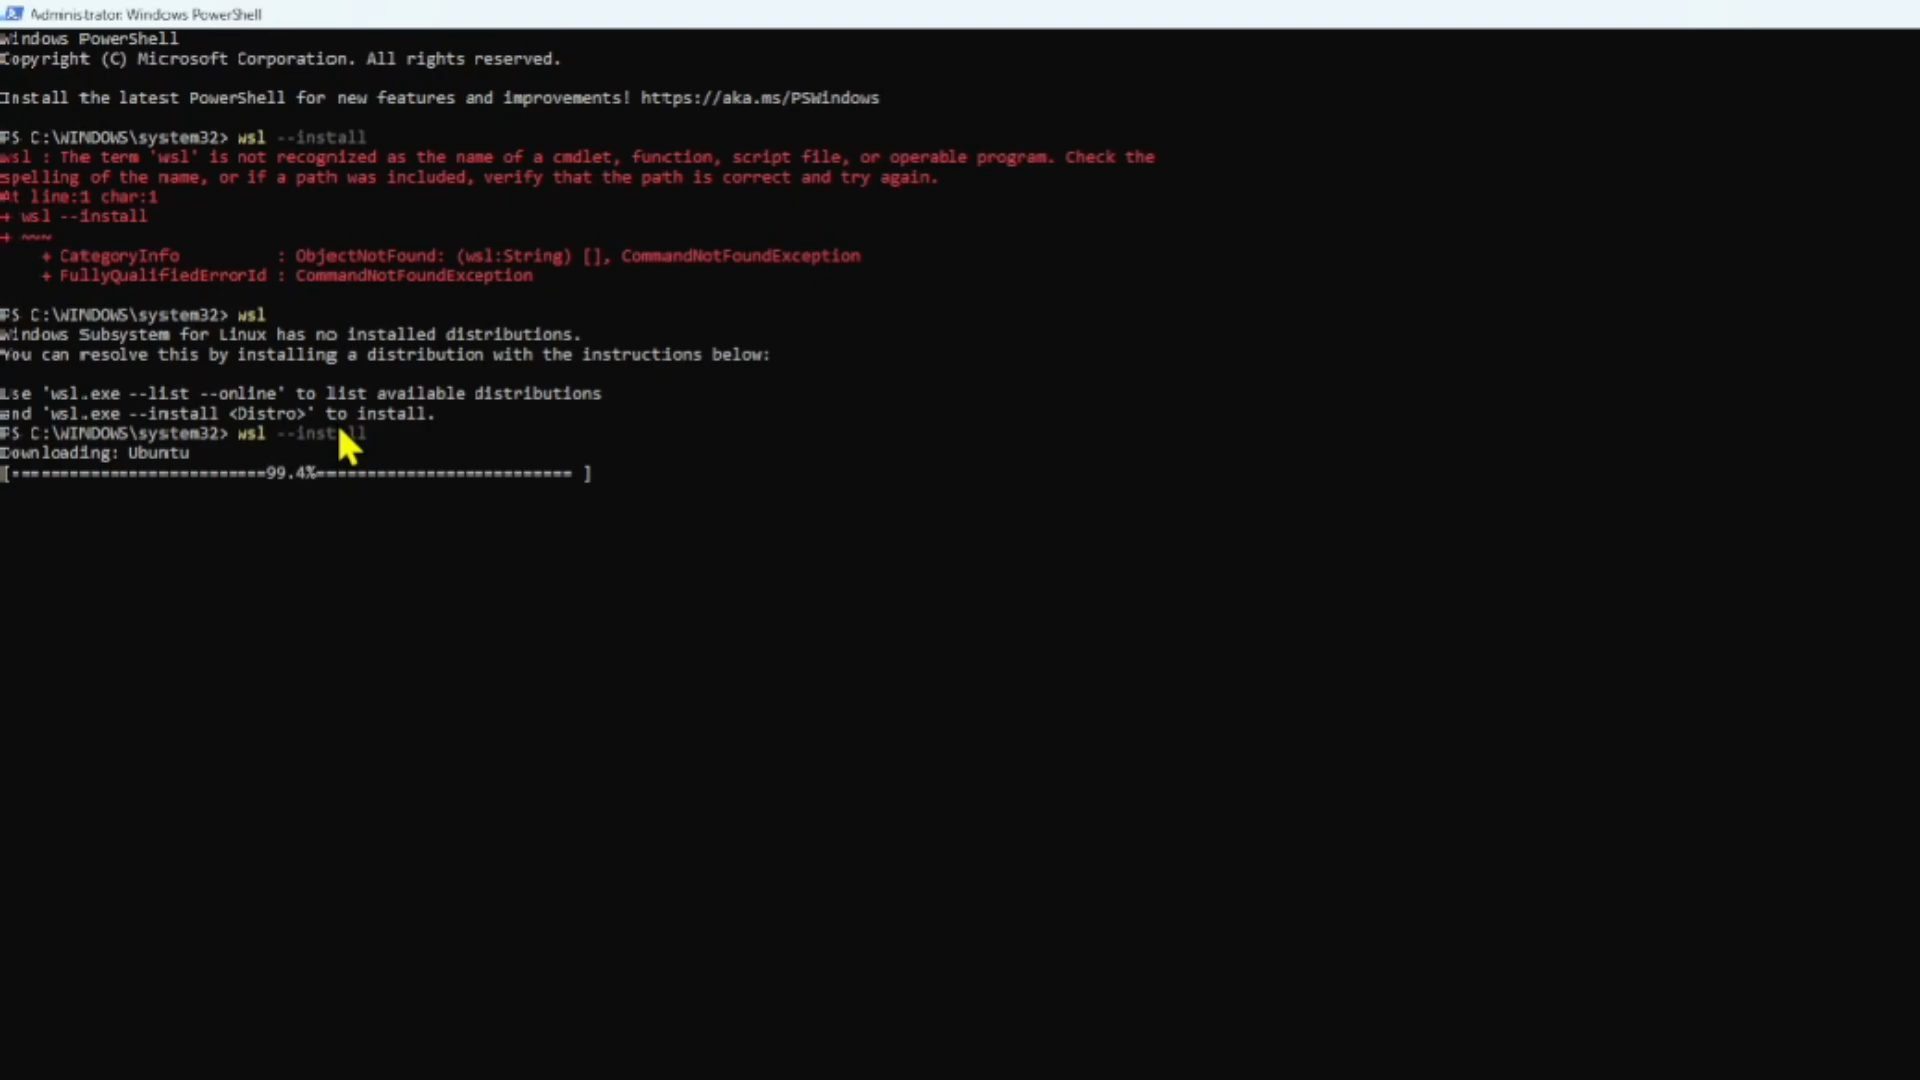 Administrator: Windows PowerShell
Windows PowerShell
Copyright (C) Microsoft Corporation. All rights reserved.
Install the latest PowerShell for new features and improvements! https://aka.ms/PSWindows
PS C:\WINDOWS\system32> wsl --install
wsl : The term 'wsl' is not recognized as the name of a cmdlet, function, script file, or operable program. Check the
spelling of the name, or if a path was included, verify that the path is correct and try again.
At line:1 char:1
+ wsl --install
+ ~~~
+ CategoryInfo : ObjectNotFound: (wsl:String) [], CommandNotFoundException
+ FullyQualifiedErrorId : CommandNotFoundException
PS C:\WINDOWS\system32> wsl
Windows Subsystem for Linux has no installed distributions.
You can resolve this by installing a distribution with the instructions below:
Use 'wsl.exe --list --online' to list available distributions
and 'wsl.exe --install <Distro>' to install.
PS C:\WINDOWS\system32> wsl --install
Downloading: Ubuntu
[==========================99.4%========================== ]